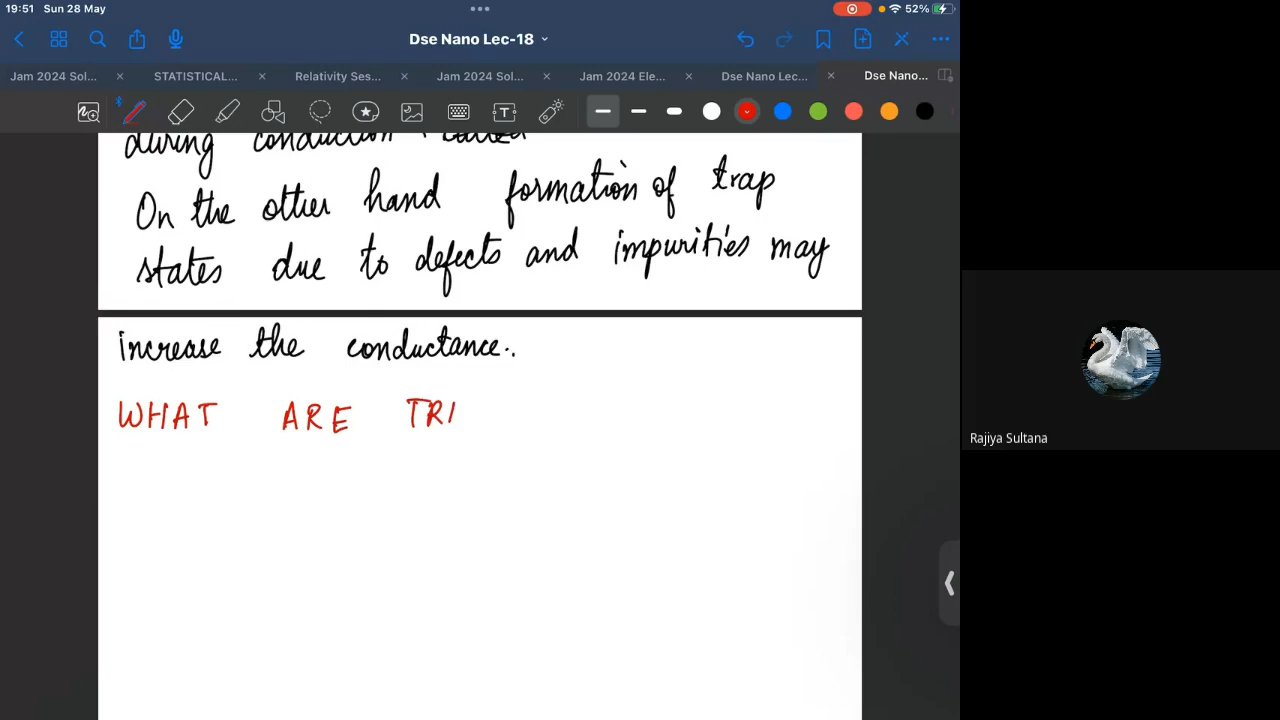 19:51 Sun 28 May
52%
Dse Nano Lec-18
Jam 2024 Sol...
STATISTICAL...
Relativity Ses...
Jam 2024 Sol...
Jam 2024 Ele...
Dse Nano Lec...
Dse Nano...
T
during conduction
On the other hand formation of trap
states due to defects and impurities may
increase the conductance.
WHAT ARE TRI
Rajiya Sultana